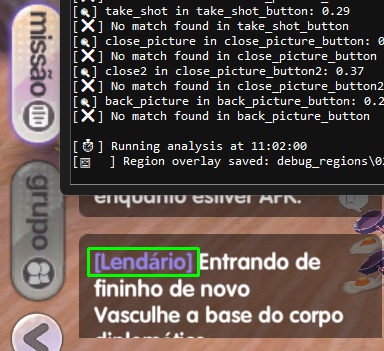 [🔍] take_shot in take_shot_button: 0.29
[❌] No match found in take_shot_button
[🔍] close_picture in close_picture_button: 0
[❌] No match found in close_picture_button
[🔍] close2 in close_picture_button2: 0.37
[❌] No match found in close_picture_button2
[🔍] back_picture in back_picture_button: 0.2
[❌] No match found in back_picture_button
[⏱] Running analysis at 11:02:00
[🖼 ] Region overlay saved: debug_regions\02
missão
grupo
enquanto estiver AFK.
[Lendário] Entrando de
fininho de novo
Vasculhe a base do corpo
diplomático